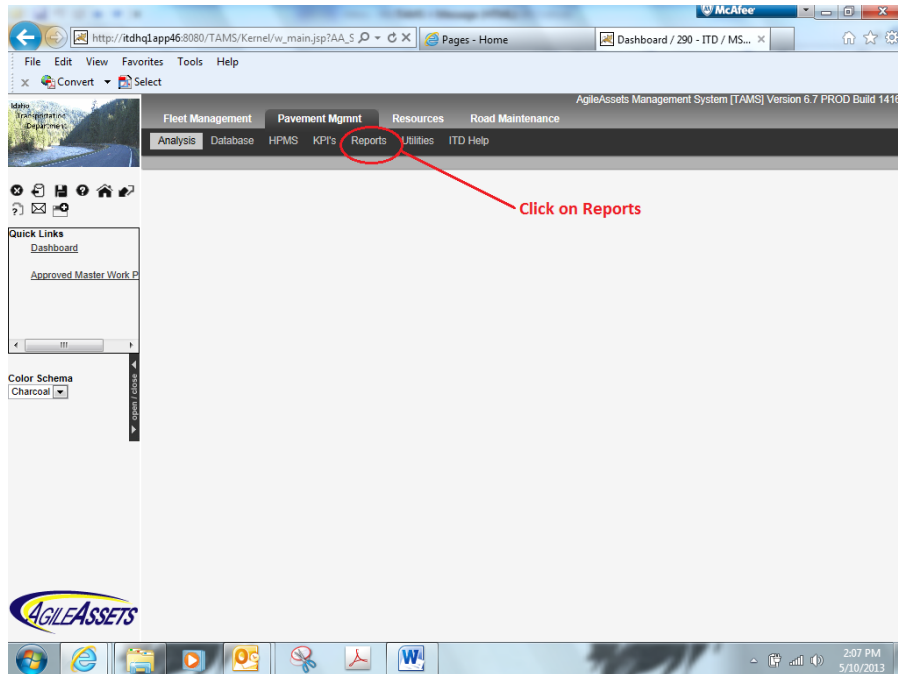 McAfee
http://itdhq1app46:8080/TAMS/Kernel/w_main.jsp?AA_S
Pages - Home
Dashboard / 290 - ITD / MS...
File Edit View Favorites Tools Help
x Convert Select
Idaho
Transportation
Department
AgileAssets Management System [TAMS] Version 6.7 PROD Build 1416
Fleet Management Pavement Mgmnt Resources Road Maintenance
Analysis Database HPMS KPI's Reports Utilities ITD Help
Click on Reports
Quick Links
Dashboard
Approved Master Work P
Color Schema
Charcoal
open / close
AGILEASSETS
2:07 PM
5/10/2013